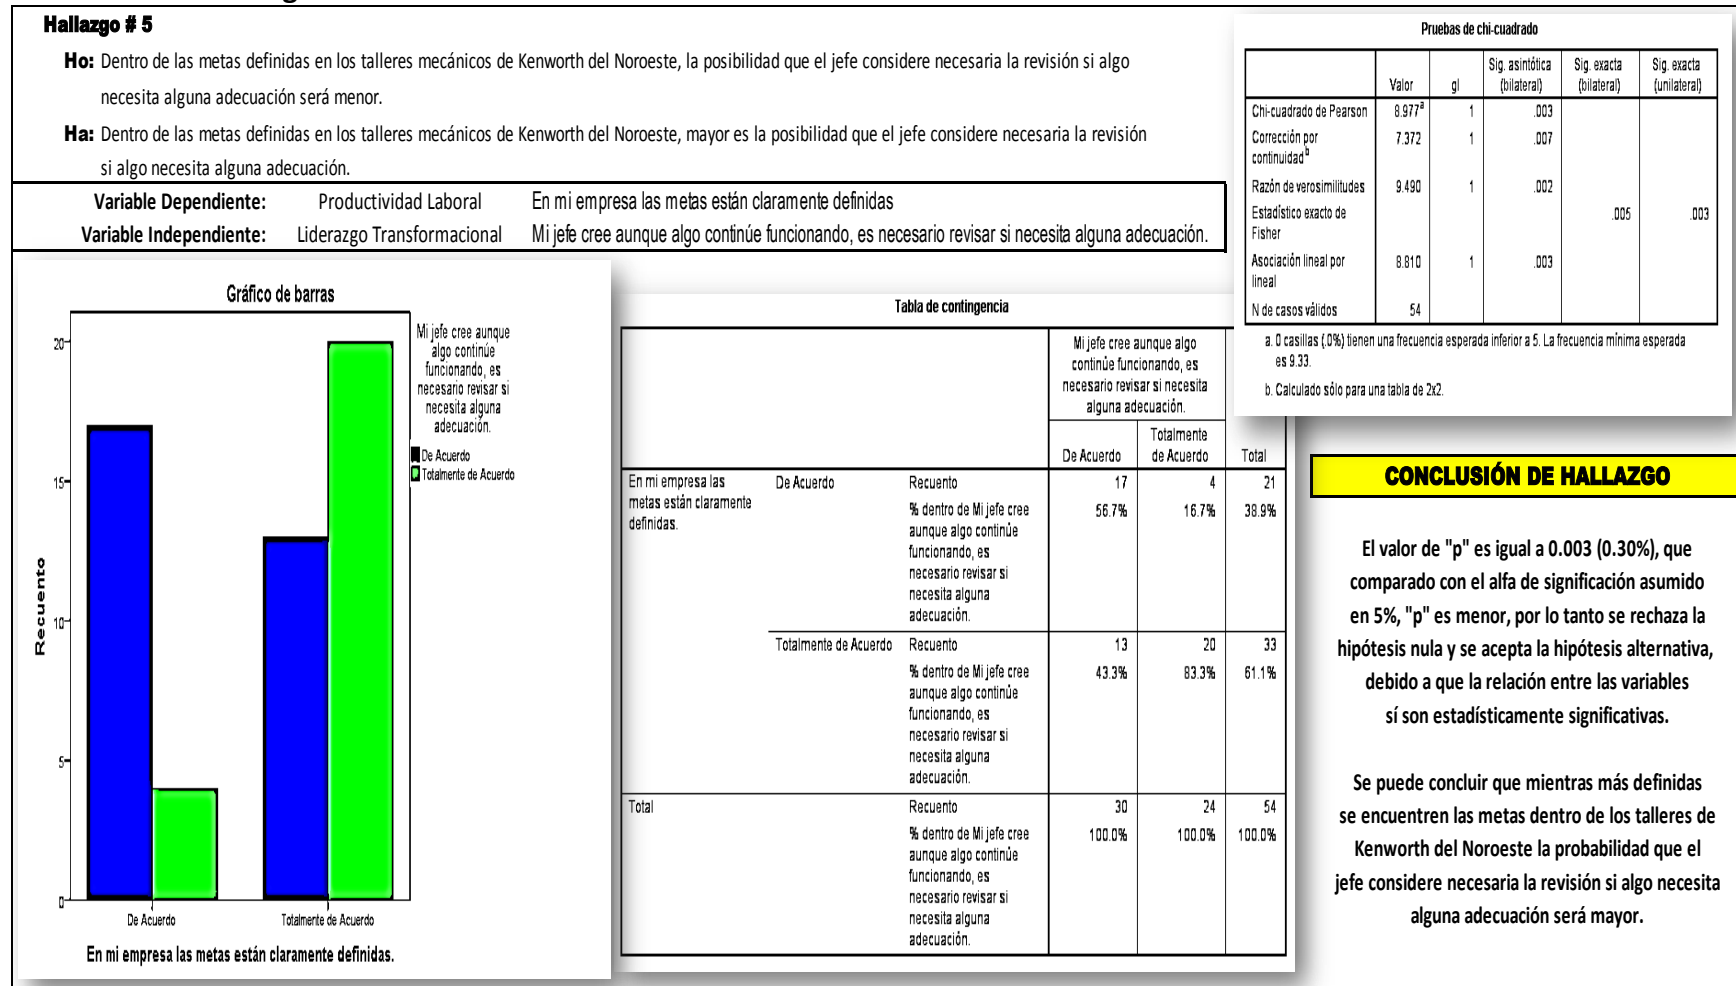 Hallazgo # 5
Ho: Dentro de las metas definidas en los talleres mecánicos de Kenworth del Noroeste, la posibilidad que el jefe considere necesaria la revisión si algo
necesita alguna adecuación será menor.
Ha: Dentro de las metas definidas en los talleres mecánicos de Kenworth del Noroeste, mayor es la posibilidad que el jefe considere necesaria la revisión
si algo necesita alguna adecuación.
Variable Dependiente: Productividad Laboral En mi empresa las metas están claramente definidas
Variable Independiente: Liderazgo Transformacional Mi jefe cree aunque algo continúe funcionando, es necesario revisar si necesita alguna adecuación.
Pruebas de chi-cuadrado
Valor gl Sig. asintótica (bilateral) Sig. exacta (bilateral) Sig. exacta (unilateral)
Chi-cuadrado de Pearson 8.977a 1 .003
Corrección por continuidadb 7.372 1 .007
Razón de verosimilitudes 9.490 1 .002
Estadístico exacto de Fisher .005 .003
Asociación lineal por lineal 8.810 1 .003
N de casos válidos 54
a. 0 casillas (.0%) tienen una frecuencia esperada inferior a 5. La frecuencia mínima esperada
es 9.33.
b. Calculado sólo para una tabla de 2x2.
Gráfico de barras
Mi jefe cree aunque
algo continúe
funcionando, es
necesario revisar si
necesita alguna
adecuación.
De Acuerdo
Totalmente de Acuerdo
Recuento
20
15
10
5
0
De Acuerdo Totalmente de Acuerdo
En mi empresa las metas están claramente definidas.
Tabla de contingencia
Mi jefe cree aunque algo
continúe funcionando, es
necesario revisar si necesita
alguna adecuación.
De Acuerdo Totalmente de Acuerdo Total
En mi empresa las metas están claramente definidas. De Acuerdo Recuento 17 4 21
% dentro de Mi jefe cree 56.7% 16.7% 38.9%
aunque algo continúe
funcionando, es
necesario revisar si
necesita alguna
adecuación.
Totalmente de Acuerdo Recuento 13 20 33
% dentro de Mi jefe cree 43.3% 83.3% 61.1%
aunque algo continúe
funcionando, es
necesario revisar si
necesita alguna
adecuación.
Total Recuento 30 24 54
% dentro de Mi jefe cree 100.0% 100.0% 100.0%
aunque algo continúe
funcionando, es
necesario revisar si
necesita alguna
adecuación.
CONCLUSIÓN DE HALLAZGO
El valor de "p" es igual a 0.003 (0.30%), que
comparado con el alfa de significación asumido
en 5%, "p" es menor, por lo tanto se rechaza la
hipótesis nula y se acepta la hipótesis alternativa,
debido a que la relación entre las variables
sí son estadísticamente significativas.
Se puede concluir que mientras más definidas
se encuentren las metas dentro de los talleres de
Kenworth del Noroeste la probabilidad que el
jefe considere necesaria la revisión si algo necesita
alguna adecuación será mayor.